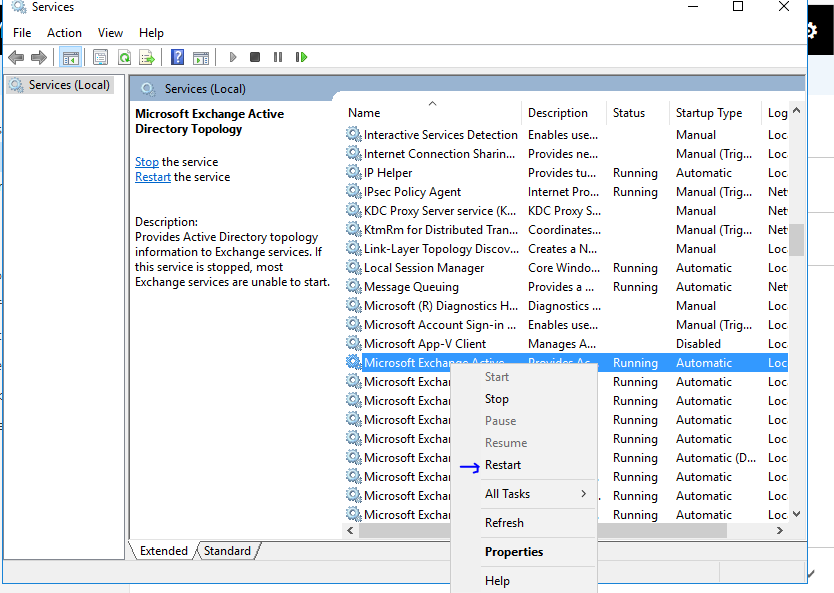 Services
File Action View Help
Services (Local)
Services (Local)
Microsoft Exchange Active
Directory Topology
Stop the service
Restart the service
Description:
Provides Active Directory topology
information to Exchange services. If
this service is stopped, most
Exchange services are unable to start.
Name Description Status Startup Type Log
Interactive Services Detection Enables use... Manual Loc
Internet Connection Sharin... Provides ne... Manual (Trig... Loc
IP Helper Provides tu... Running Automatic Loc
IPsec Policy Agent Internet Pro... Running Manual (Trig... Net
KDC Proxy Server service (K... KDC Proxy S... Manual Net
KtmRm for Distributed Tran... Coordinates... Manual (Trig... Net
Link-Layer Topology Discov... Creates a N... Manual Loc
Local Session Manager Core Windo... Running Automatic Loc
Message Queuing Provides a ... Running Automatic Net
Microsoft (R) Diagnostics H... Diagnostics ... Manual Loc
Microsoft Account Sign-in ... Enables use... Manual (Trig... Loc
Microsoft App-V Client Manages A... Disabled Loc
Microsoft Exchange Active Provides Ac... Running Automatic Loc
Microsoft Exchar Running Automatic Loc
Microsoft Exchar Running Automatic Loc
Microsoft Exchar Running Automatic Loc
Microsoft Exchar Running Automatic Loc
Microsoft Exchar Running Automatic (D... Loc
Microsoft Exchar Running Automatic Loc
Microsoft Exchar Running Automatic Loc
Microsoft Exchar Running Automatic Loc
Start
Stop
Pause
Resume
Restart
All Tasks
Refresh
Properties
Help
Extended Standard